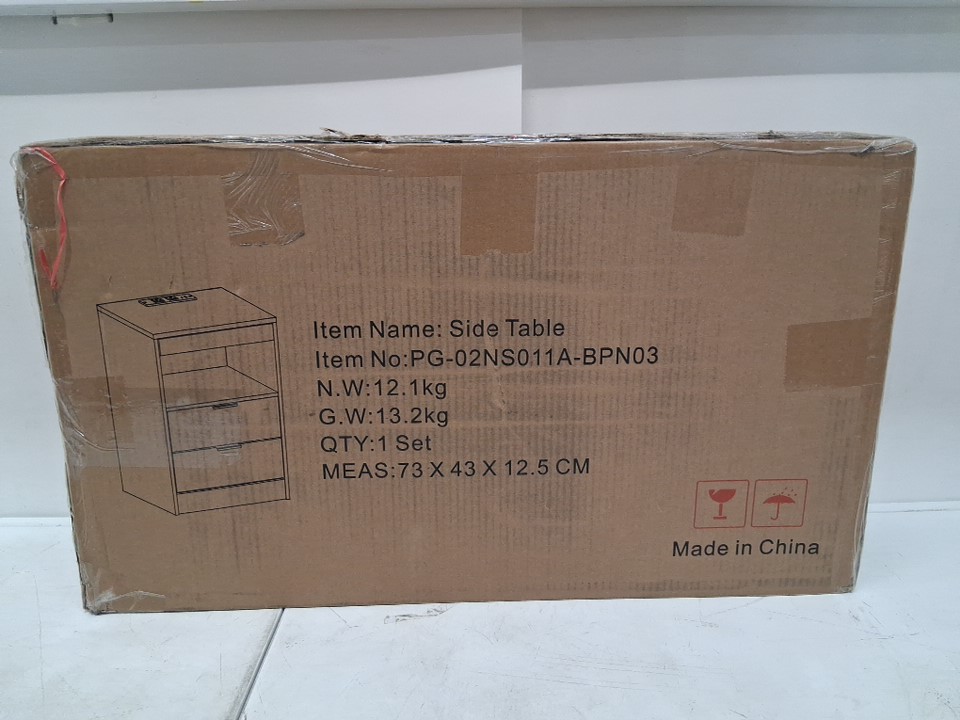 Item Name: Side Table
Item No:PG-02NS011A-BPN03
N.W:12.1kg
G.W:13.2kg
QTY:1 Set
MEAS:73 X 43 X 12.5 CM
Made in China